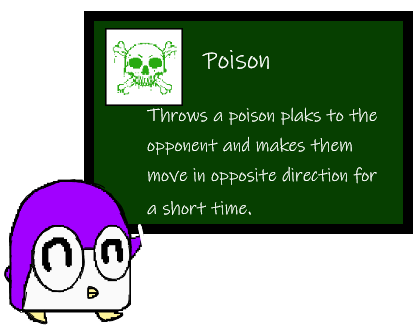 Poison
Throws a poison plaks to the
opponent and makes them
move in opposite direction for
a short time.